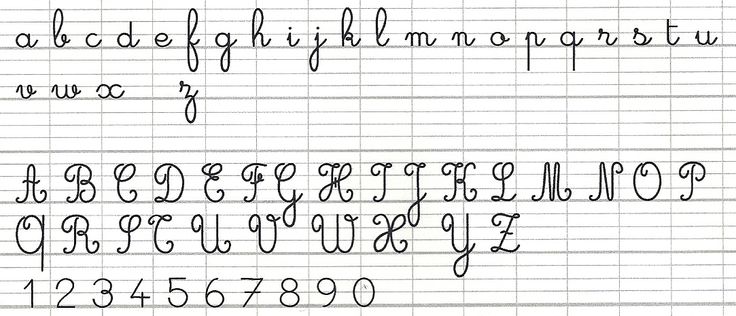 a b c d e f g h i j k l m n o p q r s t u
v w x z
A B C D E F G H I J K L M N O P
Q R S T U V W X Y Z
1 2 3 4 5 6 7 8 9 0